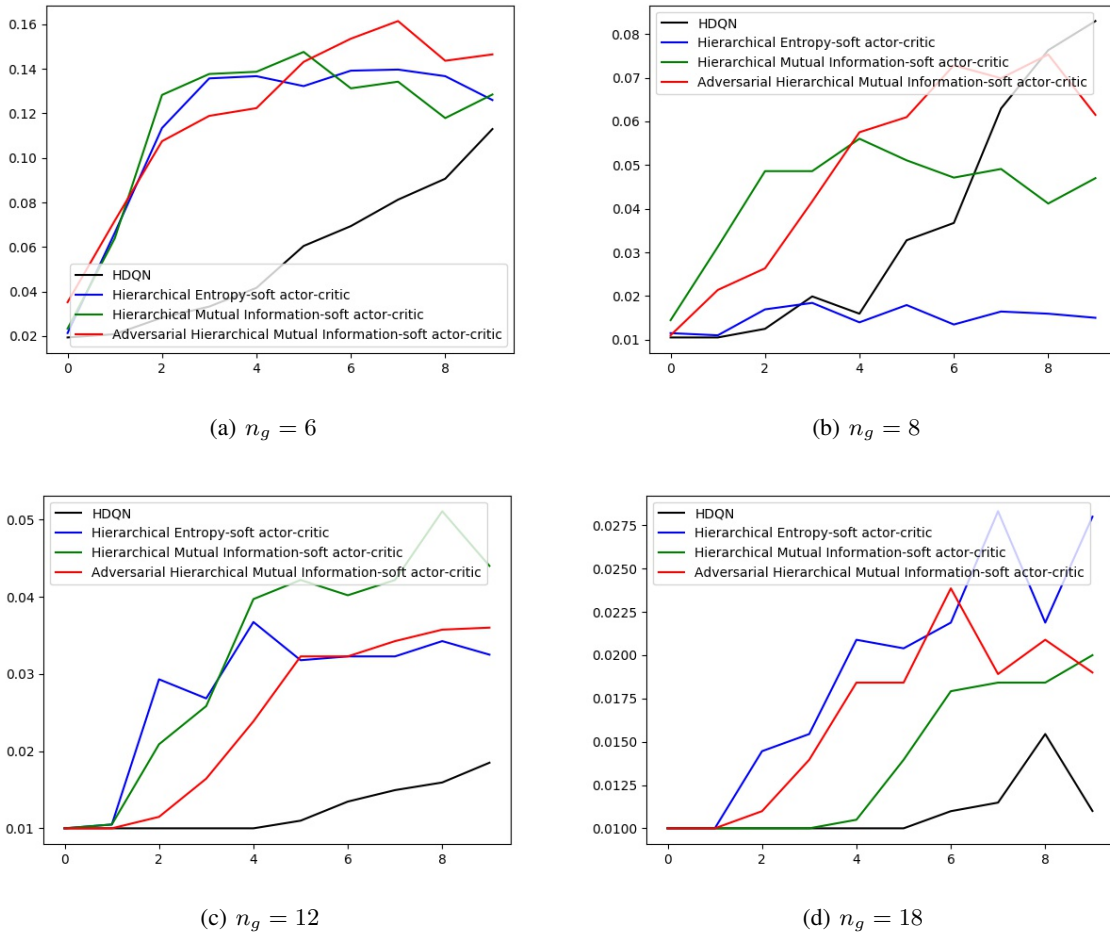 0.16
0.14
0.12
0.10
0.08
0.06
0.04
0.02
HDQN
Hierarchical Entropy-soft actor-critic
Hierarchical Mutual Information-soft actor-critic
Adversarial Hierarchical Mutual Information-soft actor-critic
0 2 4 6 8
(a) n_g = 6
0.08
0.07
0.06
0.05
0.04
0.03
0.02
0.01
HDQN
Hierarchical Entropy-soft actor-critic
Hierarchical Mutual Information-soft actor-critic
Adversarial Hierarchical Mutual Information-soft actor-critic
0 2 4 6 8
(b) n_g = 8
0.05
0.04
0.03
0.02
0.01
HDQN
Hierarchical Entropy-soft actor-critic
Hierarchical Mutual Information-soft actor-critic
Adversarial Hierarchical Mutual Information-soft actor-critic
0 2 4 6 8
(c) n_g = 12
0.0275
0.0250
0.0225
0.0200
0.0175
0.0150
0.0125
0.0100
HDQN
Hierarchical Entropy-soft actor-critic
Hierarchical Mutual Information-soft actor-critic
Adversarial Hierarchical Mutual Information-soft actor-critic
0 2 4 6 8
(d) n_g = 18